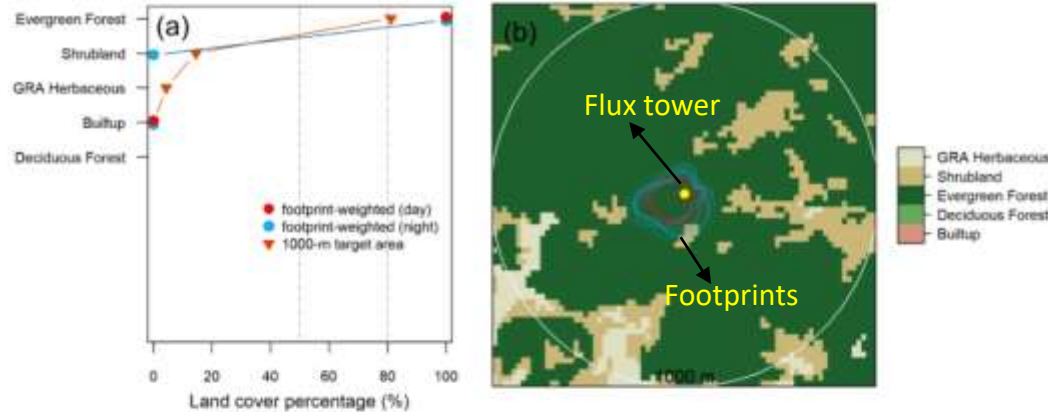 (a)
Evergreen Forest
Shrubland
GRA Herbaceous
Builtup
Deciduous Forest
footprint-weighted (day)
footprint-weighted (night)
1000-m target area
0 20 40 60 80 100
Land cover percentage (%)
(b)
Flux tower
Footprints
1000 m
GRA Herbaceous
Shrubland
Evergreen Forest
Deciduous Forest
Builtup